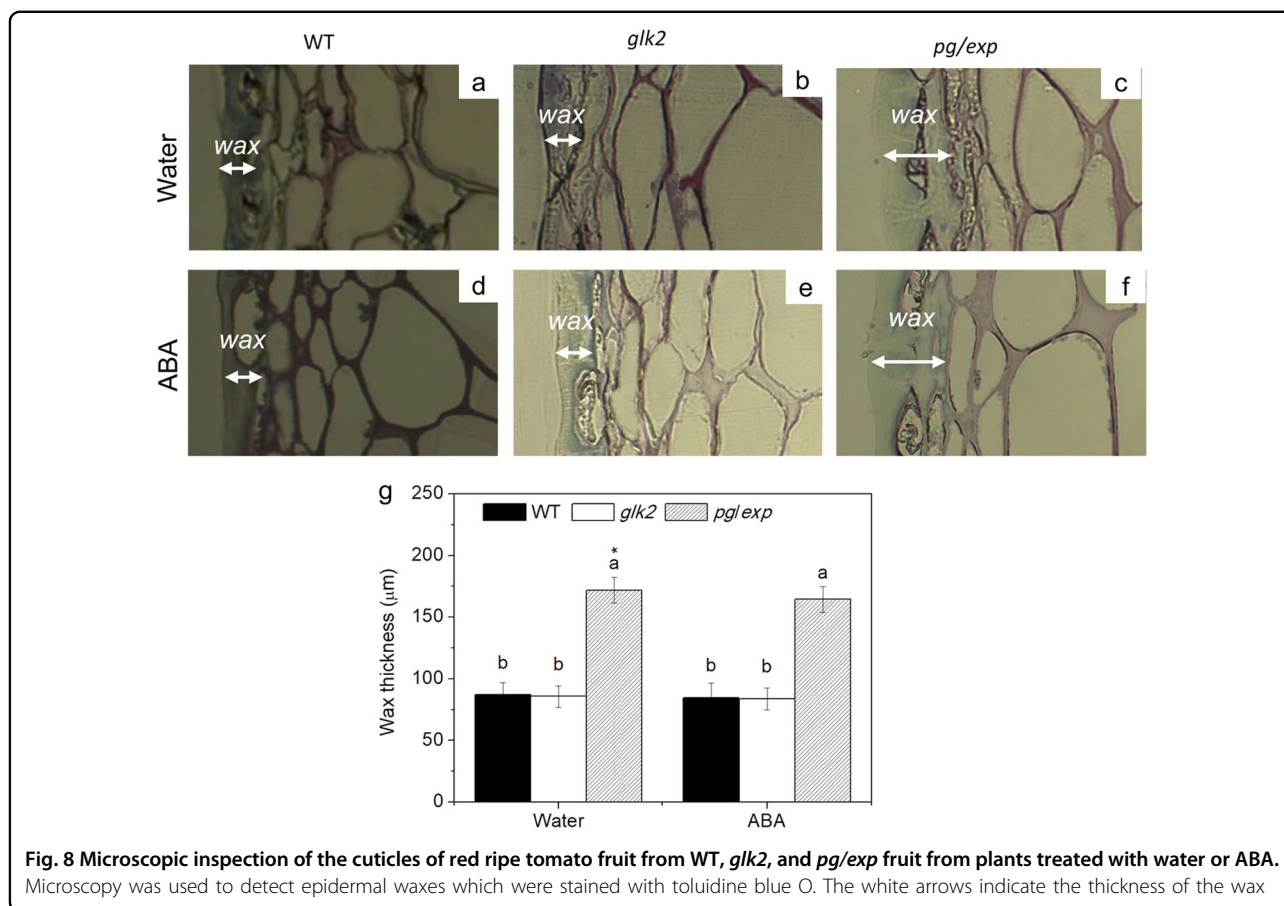 WT glk2 pg/exp
Water
a
wax
b
wax
c
wax
ABA
d
wax
e
wax
f
wax
g
250
200
150
100
50
0
Wax thickness (μm)
WT glk2 pg/exp
b b * a
b b a
Water ABA
Fig. 8 Microscopic inspection of the cuticles of red ripe tomato fruit from WT, glk2, and pg/exp fruit from plants treated with water or ABA.
Microscopy was used to detect epidermal waxes which were stained with toluidine blue O. The white arrows indicate the thickness of the wax